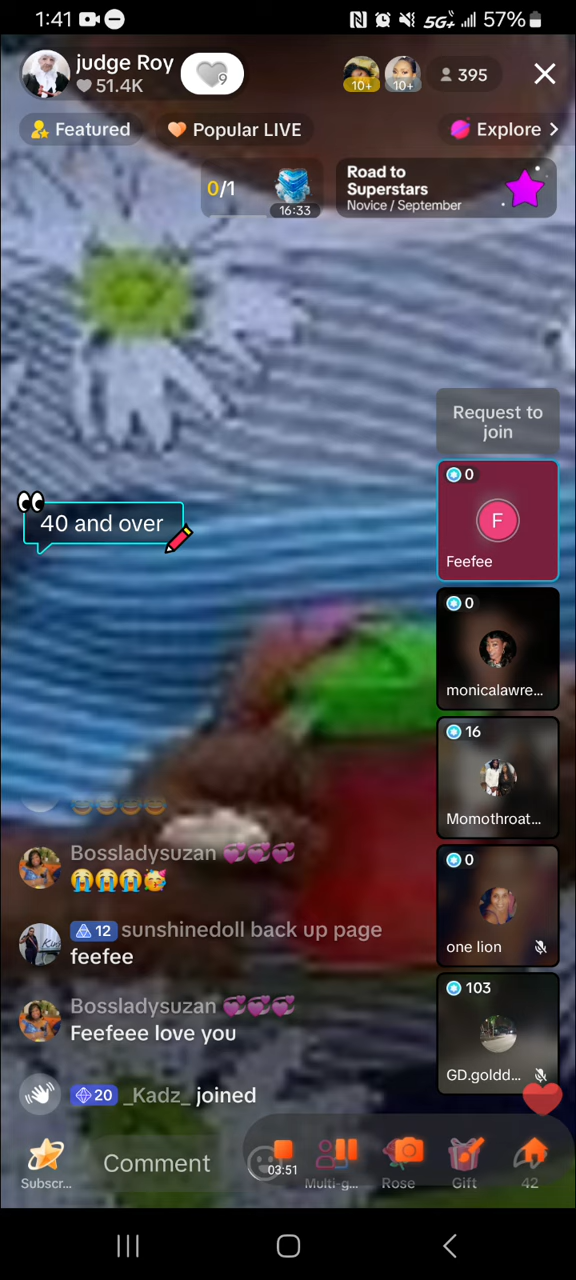 1:41
5G+
57%
judge Roy
51.4K
9
10+
10+
395
Featured
Popular LIVE
Explore >
0/1
16:33
Road to
Superstars
Novice / September
Request to
join
0
F
Feefee
40 and over
0
monicalawre...
16
Momothroat...
0
one lion
103
GD.goldd...
Bossladysuzan 💞💞💞
😭😭😭🥳
12 sunshinedoll back up page
feefee
Bossladysuzan 💞💞💞
Feefeee love you
20 _Kadz_ joined
Comment
03:51
Subscr...
Multi-g...
Rose
Gift
42